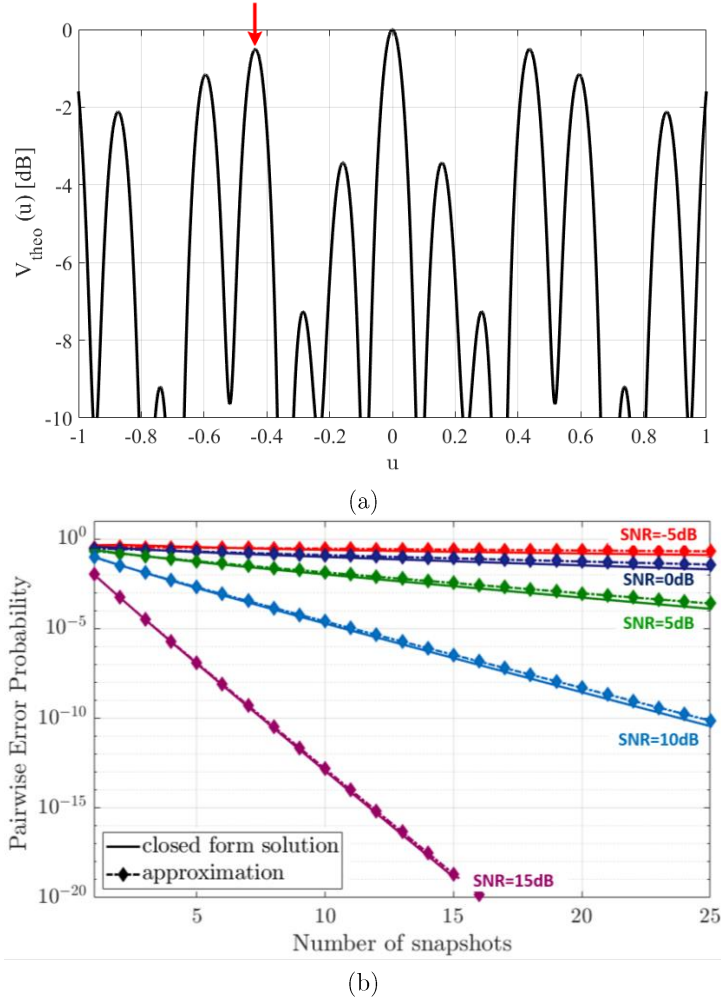 0
-2
-4
-6
-8
-10
V_theo (u) [dB]
-1 -0.8 -0.6 -0.4 -0.2 0 0.2 0.4 0.6 0.8 1
u
(a)
10^0
10^-5
10^-10
10^-15
10^-20
Pairwise Error Probability
SNR=-5dB
SNR=0dB
SNR=5dB
SNR=10dB
SNR=15dB
closed form solution
approximation
5 10 15 20 25
Number of snapshots
(b)